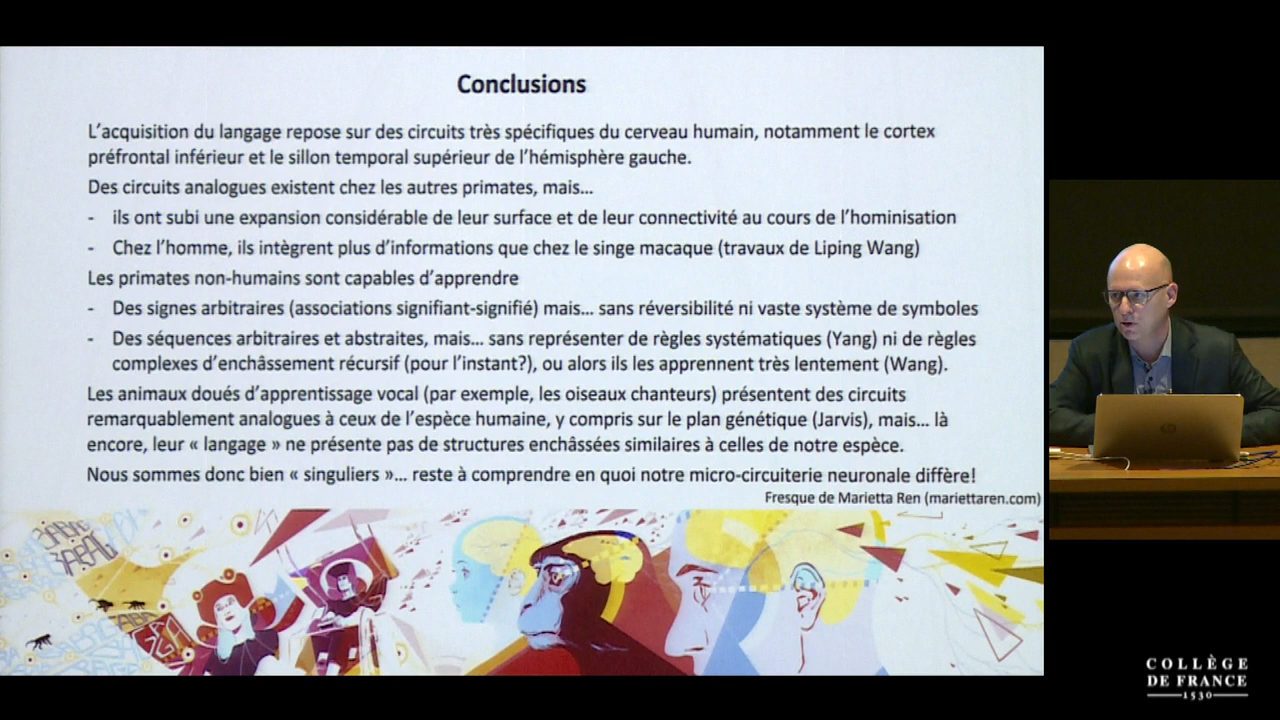 Conclusions
L'acquisition du langage repose sur des circuits très spécifiques du cerveau humain, notamment le cortex
préfrontal inférieur et le sillon temporal supérieur de l'hémisphère gauche.
Des circuits analogues existent chez les autres primates, mais...
- ils ont subi une expansion considérable de leur surface et de leur connectivité au cours de l'hominisation
- Chez l'homme, ils intègrent plus d'informations que chez le singe macaque (travaux de Liping Wang)
Les primates non-humains sont capables d'apprendre
- Des signes arbitraires (associations signifiant-signifié) mais... sans réversibilité ni vaste système de symboles
- Des séquences arbitraires et abstraites, mais... sans représenter de règles systématiques (Yang) ni de règles
complexes d'enchâssement récursif (pour l'instant?), ou alors ils les apprennent très lentement (Wang).
Les animaux doués d'apprentissage vocal (par exemple, les oiseaux chanteurs) présentent des circuits
remarquablement analogues à ceux de l'espèce humaine, y compris sur le plan génétique (Jarvis), mais... là
encore, leur « langage » ne présente pas de structures enchâssées similaires à celles de notre espèce.
Nous sommes donc bien « singuliers »... reste à comprendre en quoi notre micro-circuiterie neuronale diffère!
Fresque de Marietta Ren (mariettaren.com)
COLLÈGE
DE FRANCE
1530